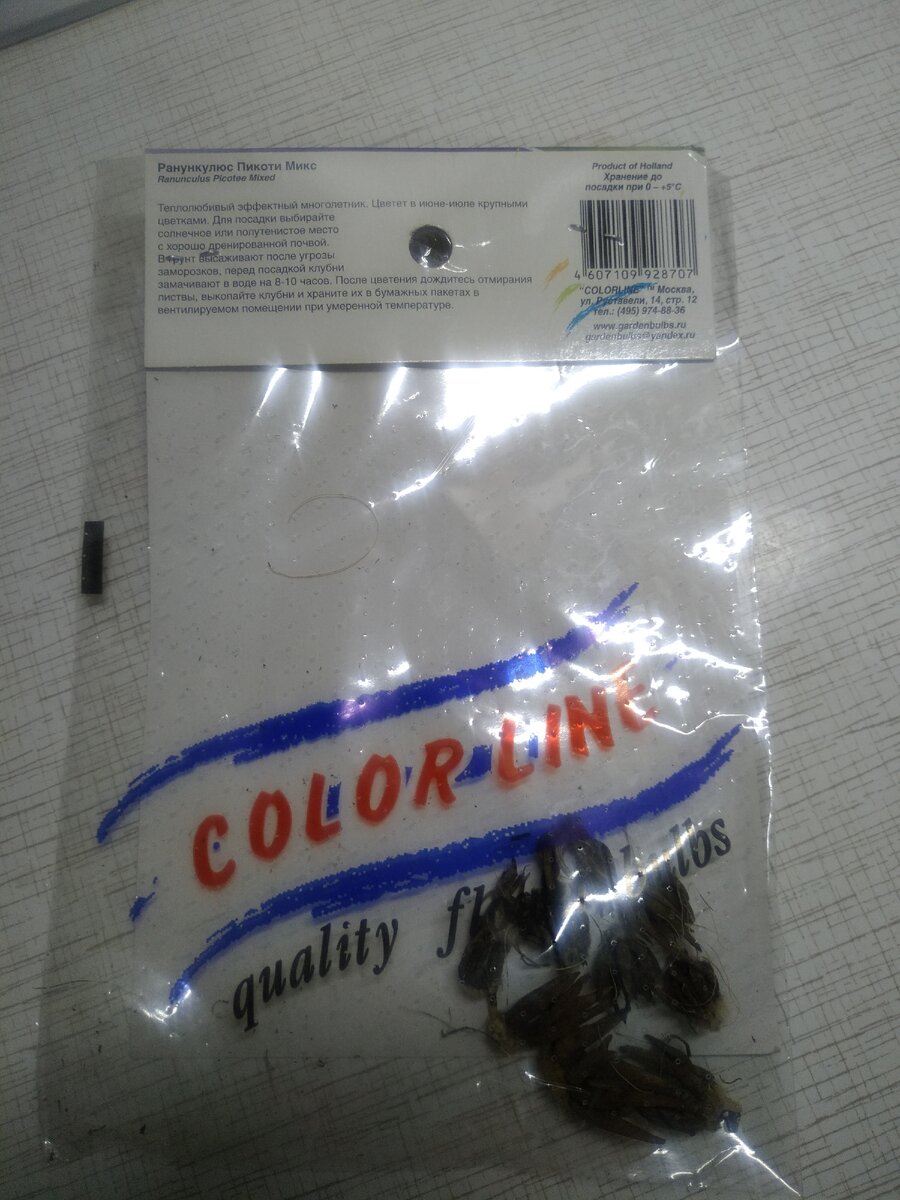 Ранункулюс Пикоти Микс
Ranunculus Picotee Mixed
Теплолюбивый эффектный многолетник. Цветет в июне-июле крупными
цветками. Для посадки выбирайте
солнечное или полутенистое место
с хорошо дренированной почвой.
В грунт высаживают после угрозы
заморозков, перед посадкой клубни
замачивают в воде на 8-10 часов. После цветения дождитесь отмирания
листвы, выкопайте клубни и храните их в бумажных пакетах в
вентилируемом помещении при умеренной температуре.
Product of Holland
Хранение до
посадки при 0 – +5°С
4 607109 928707
"COLORLINE" г. Москва,
ул. Руставели, 14, стр. 12
тел.: (495) 974-88-36
www.gardenbulbs.ru
gardenbulbs@yandex.ru
COLOR LINE
quality bulbs